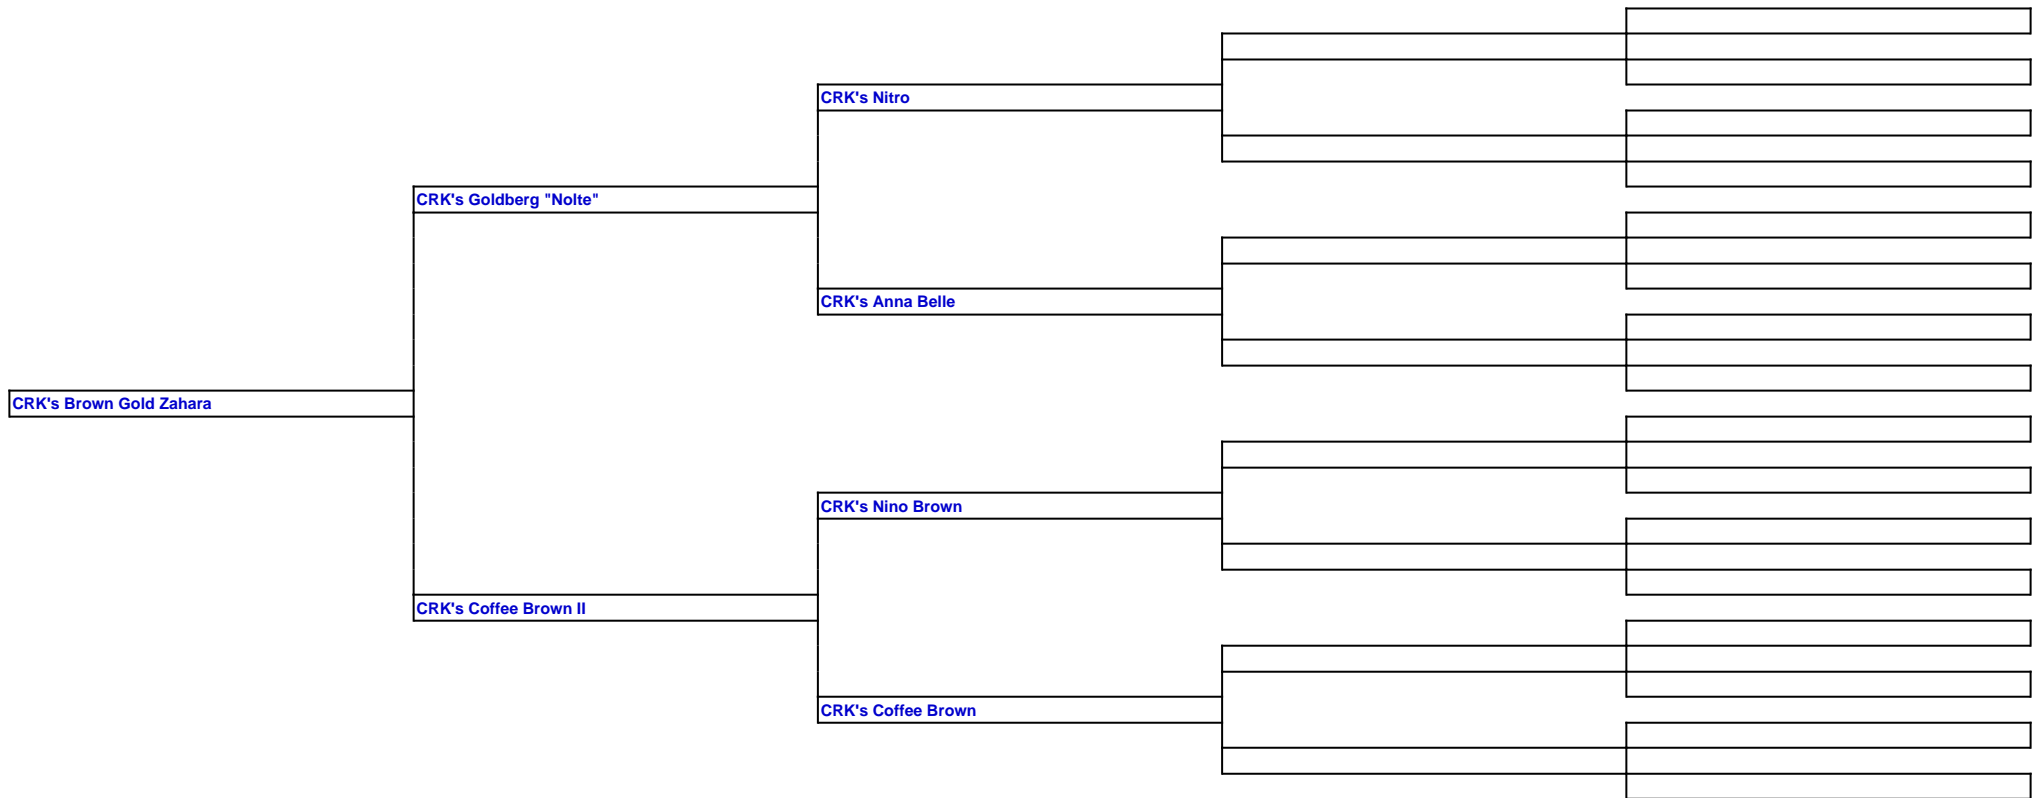 CRK's Nitro
CRK's Goldberg "Nolte"
CRK's Anna Belle
CRK's Brown Gold Zahara
CRK's Nino Brown
CRK's Coffee Brown II
CRK's Coffee Brown